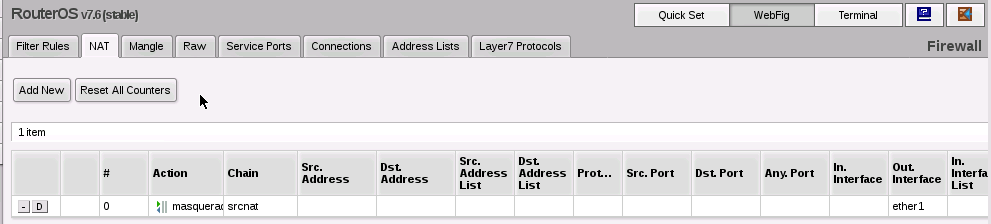 RouterOS v7.6 (stable)
Quick Set WebFig Terminal
Filter Rules NAT Mangle Raw Service Ports Connections Address Lists Layer7 Protocols Firewall
Add New Reset All Counters
1 item
# Action Chain Src. Address Dst. Address Src. Address List Dst. Address List Prot... Src. Port Dst. Port Any. Port In. Interface Out. Interface In. Interfa List
- D 0 masquerad srcnat ether1